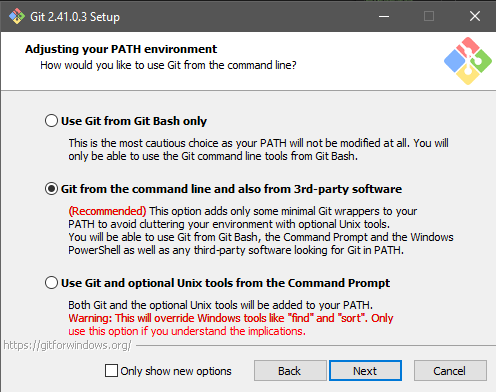 Git 2.41.0.3 Setup
Adjusting your PATH environment
How would you like to use Git from the command line?
Use Git from Git Bash only
This is the most cautious choice as your PATH will not be modified at all. You will
only be able to use the Git command line tools from Git Bash.
Git from the command line and also from 3rd-party software
(Recommended) This option adds only some minimal Git wrappers to your
PATH to avoid cluttering your environment with optional Unix tools.
You will be able to use Git from Git Bash, the Command Prompt and the Windows
PowerShell as well as any third-party software looking for Git in PATH.
Use Git and optional Unix tools from the Command Prompt
Both Git and the optional Unix tools will be added to your PATH.
Warning: This will override Windows tools like "find" and "sort". Only
use this option if you understand the implications.
https://gitforwindows.org/
Only show new options
Back
Next
Cancel